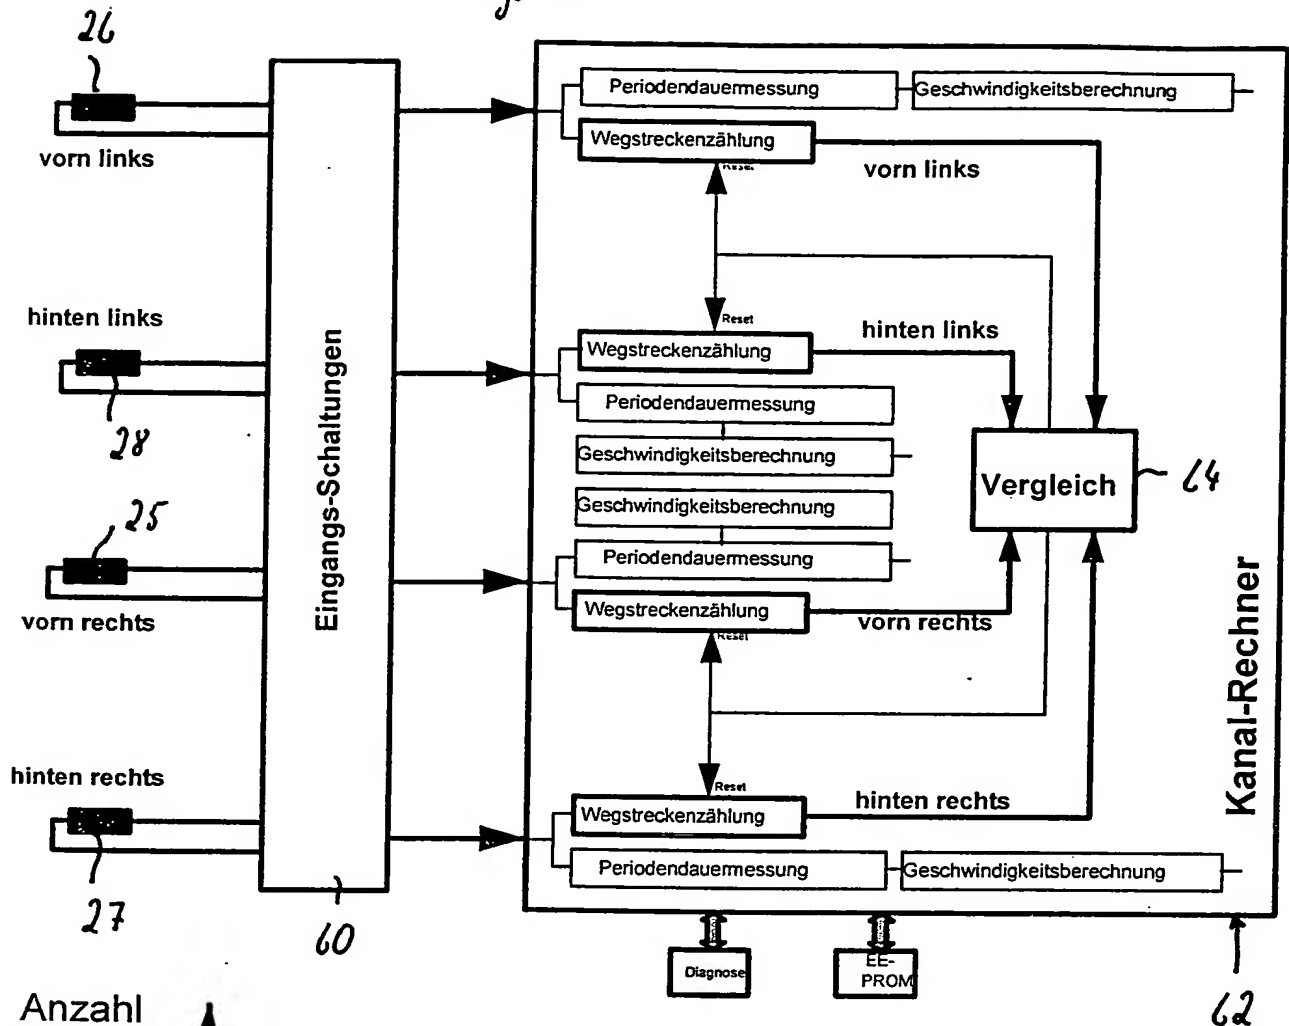 26
Periodendauermessung
Geschwindigkeitsberechnung
Wegstreckenzählung
vorn links
Reset
vorn links
hinten links
Reset
hinten links
Wegstreckenzählung
28
Periodendauermessung
Geschwindigkeitsberechnung
Eingangs-Schaltungen
Vergleich
64
25
Geschwindigkeitsberechnung
Periodendauermessung
Wegstreckenzählung
vorn rechts
vorn rechts
Reset
Kanal-Rechner
hinten rechts
Reset
Wegstreckenzählung
hinten rechts
27
Periodendauermessung
Geschwindigkeitsberechnung
60
Diagnose
EE-
PROM
62
Anzahl